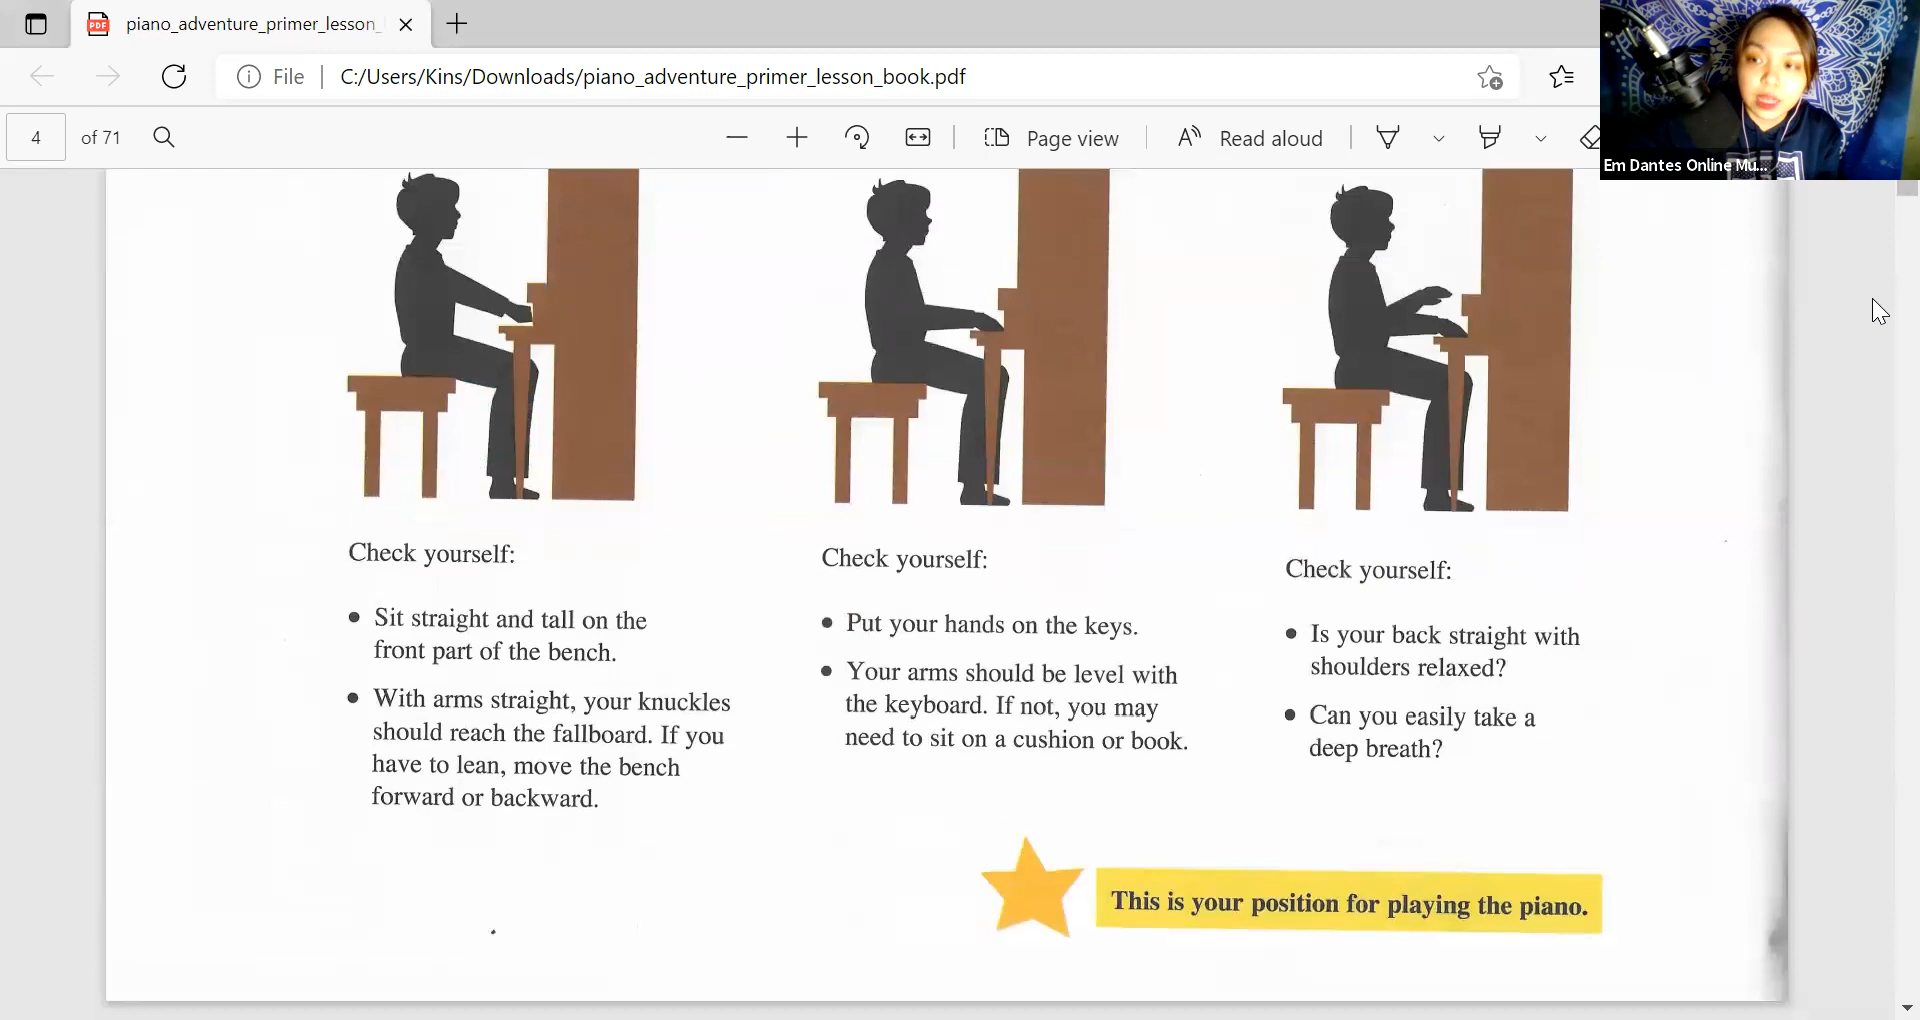 piano_adventure_primer_lesson_
File
C:/Users/Kins/Downloads/piano_adventure_primer_lesson_book.pdf
4
of 71
Page view
Read aloud
Em Dantes Online Mu...
Check yourself:
Sit straight and tall on the
front part of the bench.
With arms straight, your knuckles
should reach the fallboard. If you
have to lean, move the bench
forward or backward.
Check yourself:
Put your hands on the keys.
Your arms should be level with
the keyboard. If not, you may
need to sit on a cushion or book.
Check yourself:
Is your back straight with
shoulders relaxed?
Can you easily take a
deep breath?
This is your position for playing the piano.